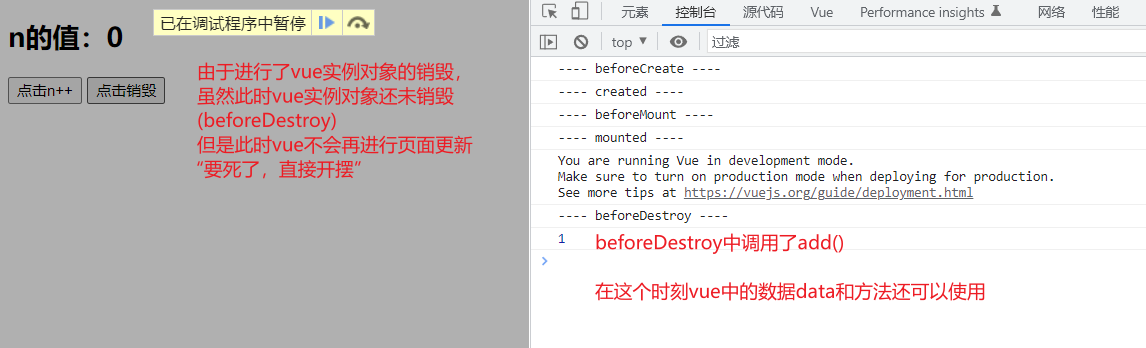 已在调试程序中暂停
n的值：0
点击n++ 点击销毁
由于进行了vue实例对象的销毁，
虽然此时vue实例对象还未销毁
(beforeDestroy)
但是此时vue不会再进行页面更新
“要死了，直接开摆”
元素 控制台 源代码 Vue Performance insights 网络 性能
top 过滤
---- beforeCreate ----
---- created ----
---- beforeMount ----
---- mounted ----
You are running Vue in development mode.
Make sure to turn on production mode when deploying for production.
See more tips at https://vuejs.org/guide/deployment.html
---- beforeDestroy ----
1 beforeDestroy中调用了add()
在这个时刻vue中的数据data和方法还可以使用